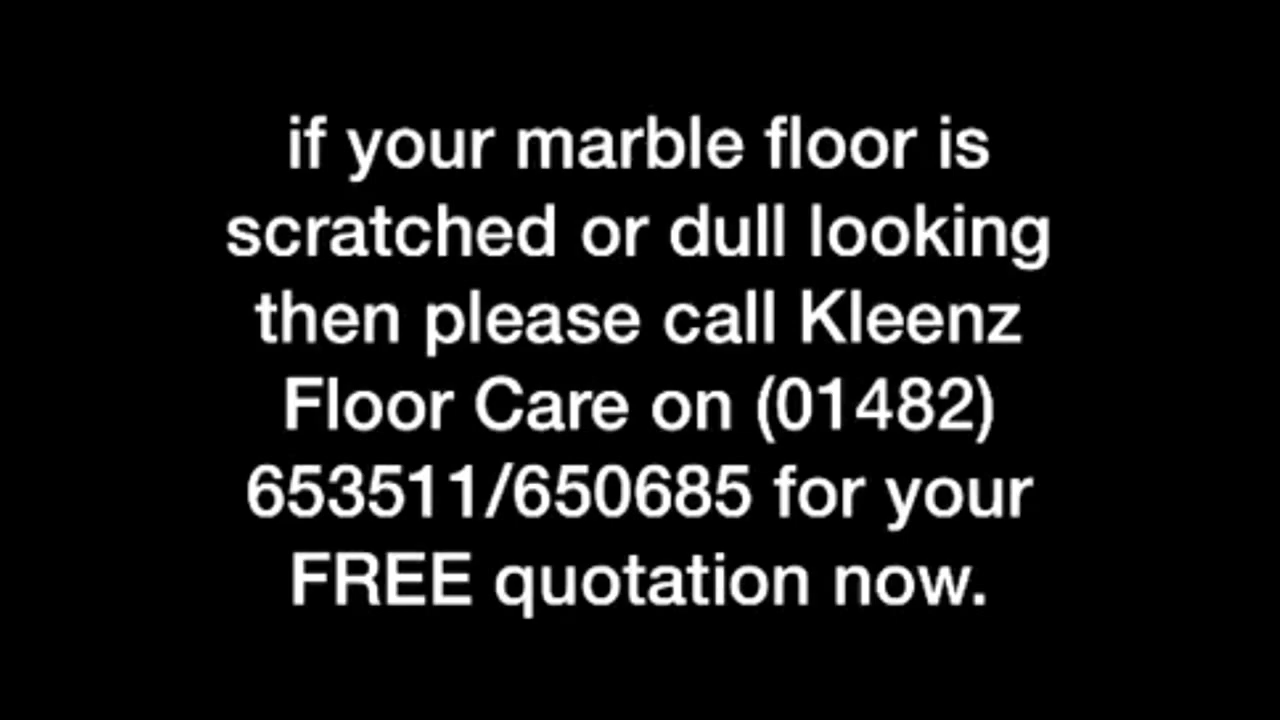 if your marble floor is
scratched or dull looking
then please call Kleenz
Floor Care on (01482)
653511/650685 for your
FREE quotation now.